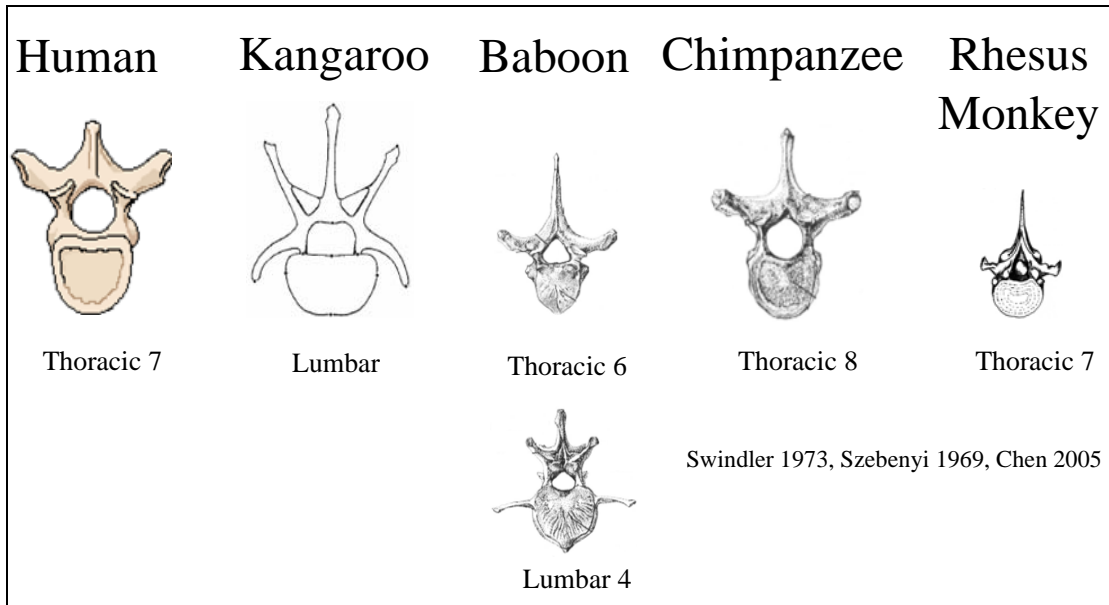 Human
Kangaroo
Baboon
Chimpanzee
Rhesus
Monkey
Thoracic 7
Lumbar
Thoracic 6
Thoracic 8
Thoracic 7
Swindler 1973, Szebenyi 1969, Chen 2005
Lumbar 4